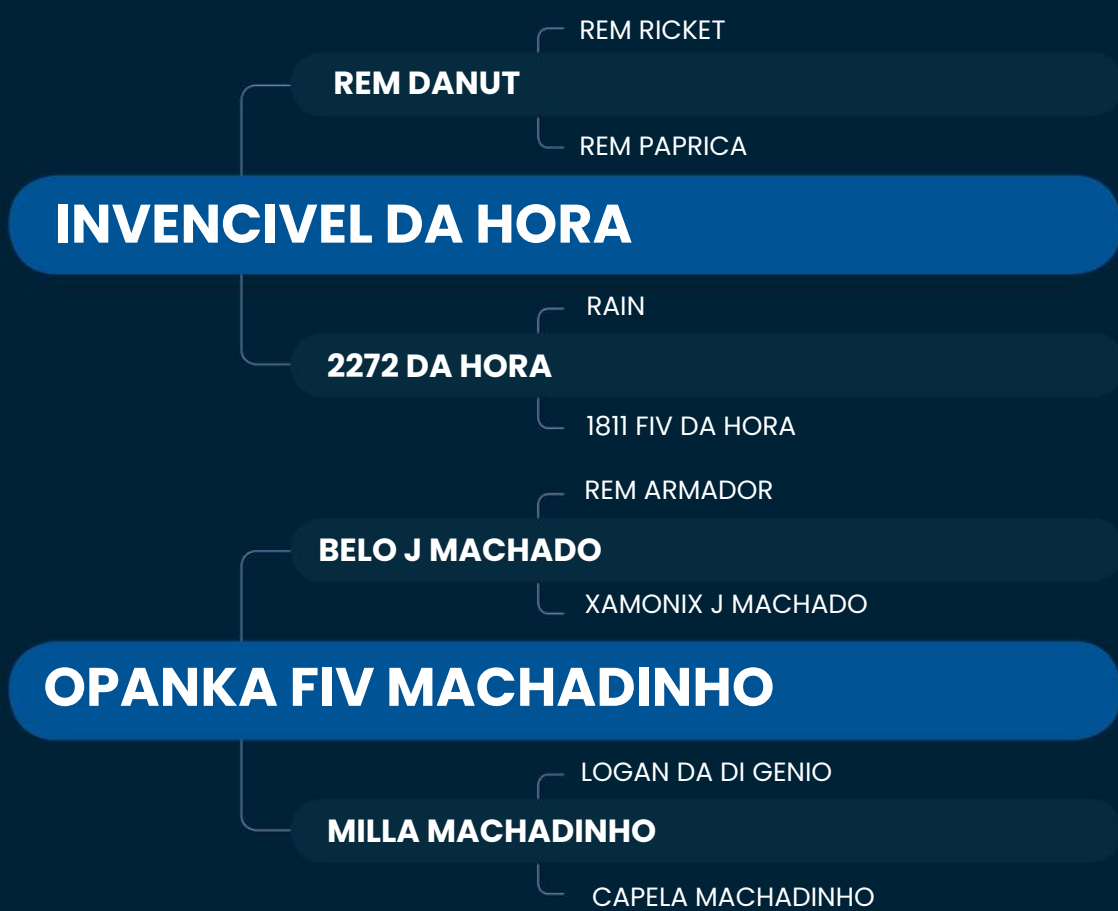 REM RICKET
REM DANUT
REM PAPRICA
INVENCIVEL DA HORA
RAIN
2272 DA HORA
1811 FIV DA HORA
REM ARMADOR
BELO J MACHADO
XAMONIX J MACHADO
OPANKA FIV MACHADINHO
LOGAN DA DI GENIO
MILLA MACHADINHO
CAPELA MACHADINHO